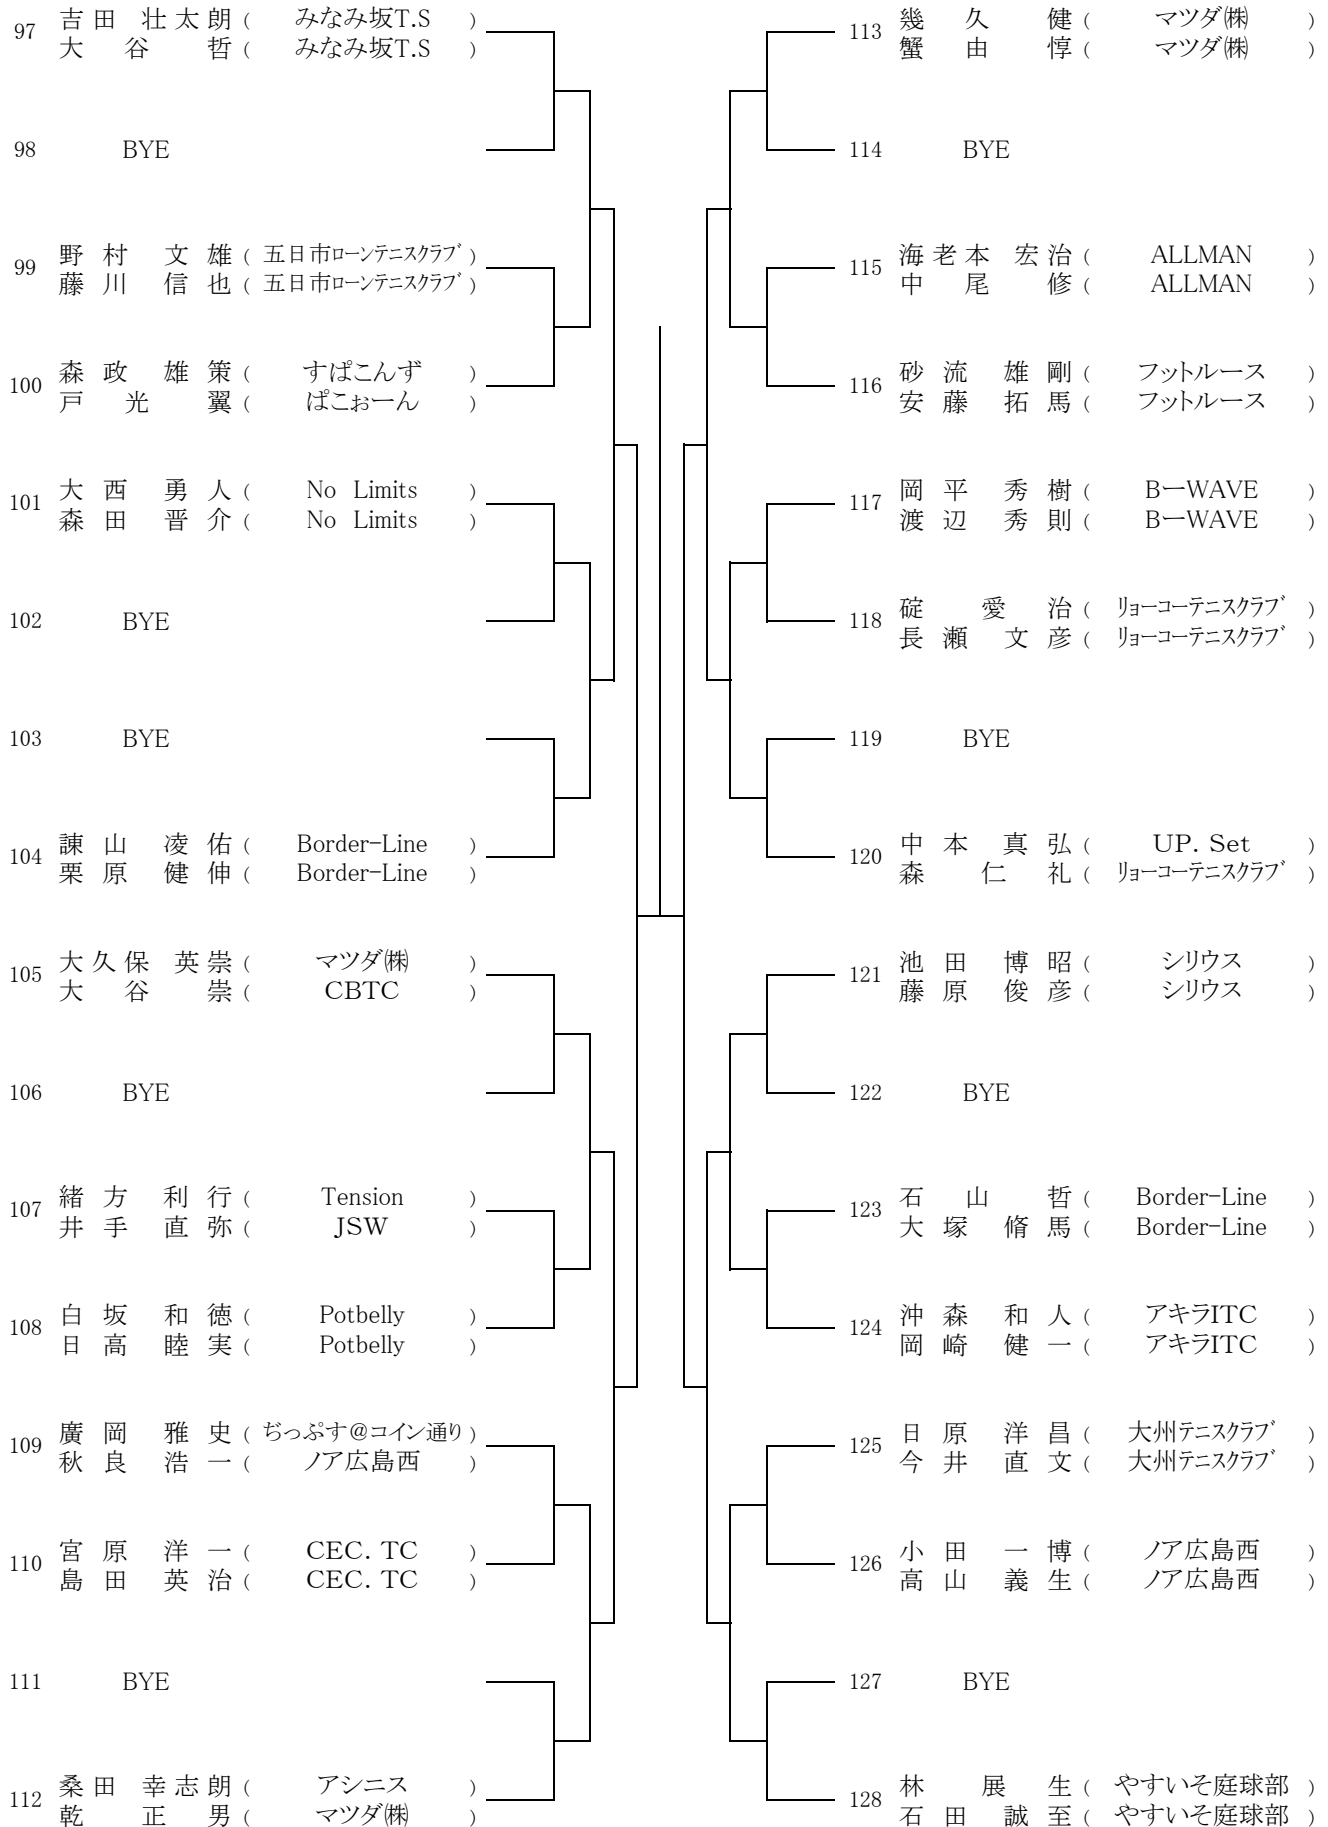 97 吉田 壮太朗 ( みなみ坂T.S )
大谷 哲 ( みなみ坂T.S )
98 BYE
99 野村 文雄 ( 五日市ローンテニスクラブ )
藤川 信也 ( 五日市ローンテニスクラブ )
100 森政 雄策 ( すぱこんず )
戸光 翼 ( ぱこぉーん )
101 大西 勇人 ( No Limits )
森田 晋介 ( No Limits )
102 BYE
103 BYE
104 諌山 凌佑 ( Border-Line )
栗原 健伸 ( Border-Line )
105 大久保 英崇 ( マツダ㈱ )
大谷 崇 ( CBTC )
106 BYE
107 緒方 利行 ( Tension )
井手 直弥 ( JSW )
108 白坂 和徳 ( Potbelly )
日高 睦実 ( Potbelly )
109 廣岡 雅史 ( ぢっぷす@コイン通り )
秋良 浩一 ( ノア広島西 )
110 宮原 洋一 ( CEC. TC )
島田 英治 ( CEC. TC )
111 BYE
112 桑田 幸志朗 ( アシニス )
乾 正男 ( マツダ㈱ )
113 幾久 健 ( マツダ㈱ )
蟹由 惇 ( マツダ㈱ )
114 BYE
115 海老本 宏治 ( ALLMAN )
中尾 修 ( ALLMAN )
116 砂流 雄剛 ( フットルース )
安藤 拓馬 ( フットルース )
117 岡平 秀樹 ( BーWAVE )
渡辺 秀則 ( BーWAVE )
118 碇 愛治 ( リョーコーテニスクラブ )
長瀬 文彦 ( リョーコーテニスクラブ )
119 BYE
120 中本 真弘 ( UP. Set )
森 仁礼 ( リョーコーテニスクラブ )
121 池田 博昭 ( シリウス )
藤原 俊彦 ( シリウス )
122 BYE
123 石山 哲 ( Border-Line )
大塚 脩馬 ( Border-Line )
124 沖森 和人 ( アキラITC )
岡崎 健一 ( アキラITC )
125 日原 洋昌 ( 大州テニスクラブ )
今井 直文 ( 大州テニスクラブ )
126 小田 一博 ( ノア広島西 )
高山 義生 ( ノア広島西 )
127 BYE
128 林 展生 ( やすいそ庭球部 )
石田 誠至 ( やすいそ庭球部 )